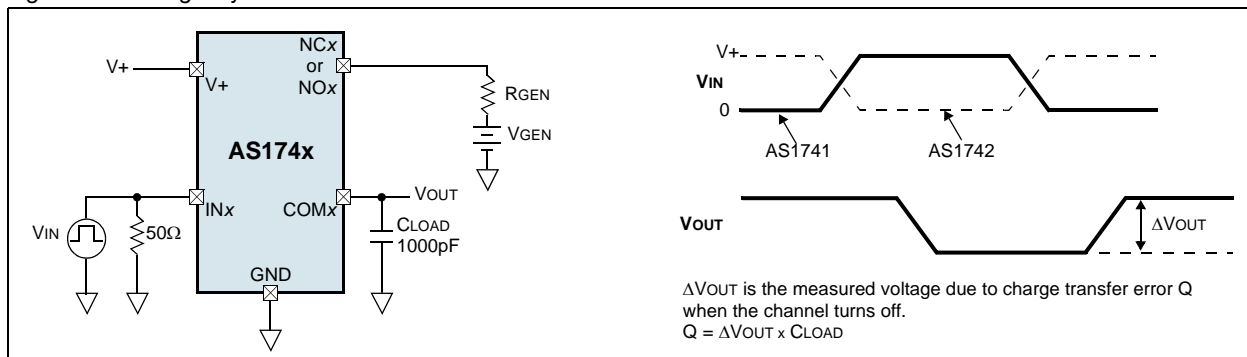 NCx
or
NOx
V+
V+
RGEN
VGEN
AS174x
INx
COMx
VOUT
VIN
50Ω
CLOAD
1000pF
GND
V+
VIN
0
AS1741
AS1742
VOUT
ΔVOUT
ΔVOUT is the measured voltage due to charge transfer error Q
when the channel turns off.
Q = ΔVOUT x CLOAD